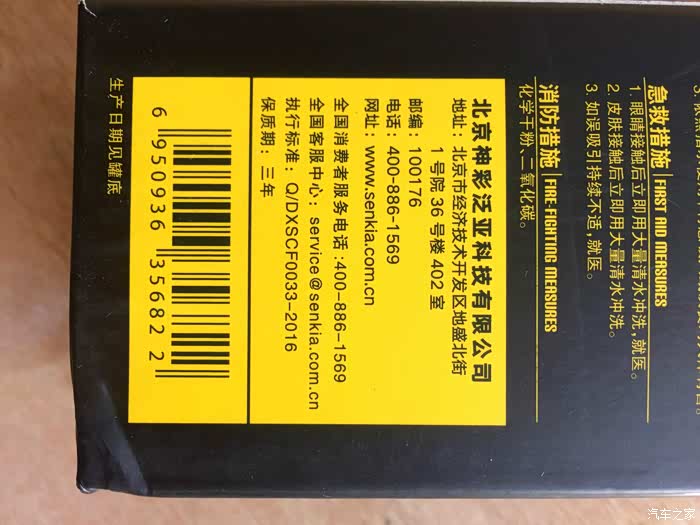 急救措施 FIRST AID MEASURES
1. 眼睛接触后立即用大量清水冲洗,就医。
2. 皮肤接触后立即用大量清水冲洗。
3. 如误吸引持续不适,就医。
消防措施 FIRE-FIGHTING MEASURES
化学干粉、二氧化碳。
北京神彩泛亚科技有限公司
地址:北京市经济技术开发区地盛北街
1号院36号楼402室
邮编:100176
电话:400-886-1569
网址:www.senkia.com.cn
全国消费者服务电话:400-886-1569
全国客服中心:service@senkia.com.cn
执行标准:Q/DXSCF0033-2016
保质期:三年
6 950936 35682 2
生产日期见罐底
汽车之家